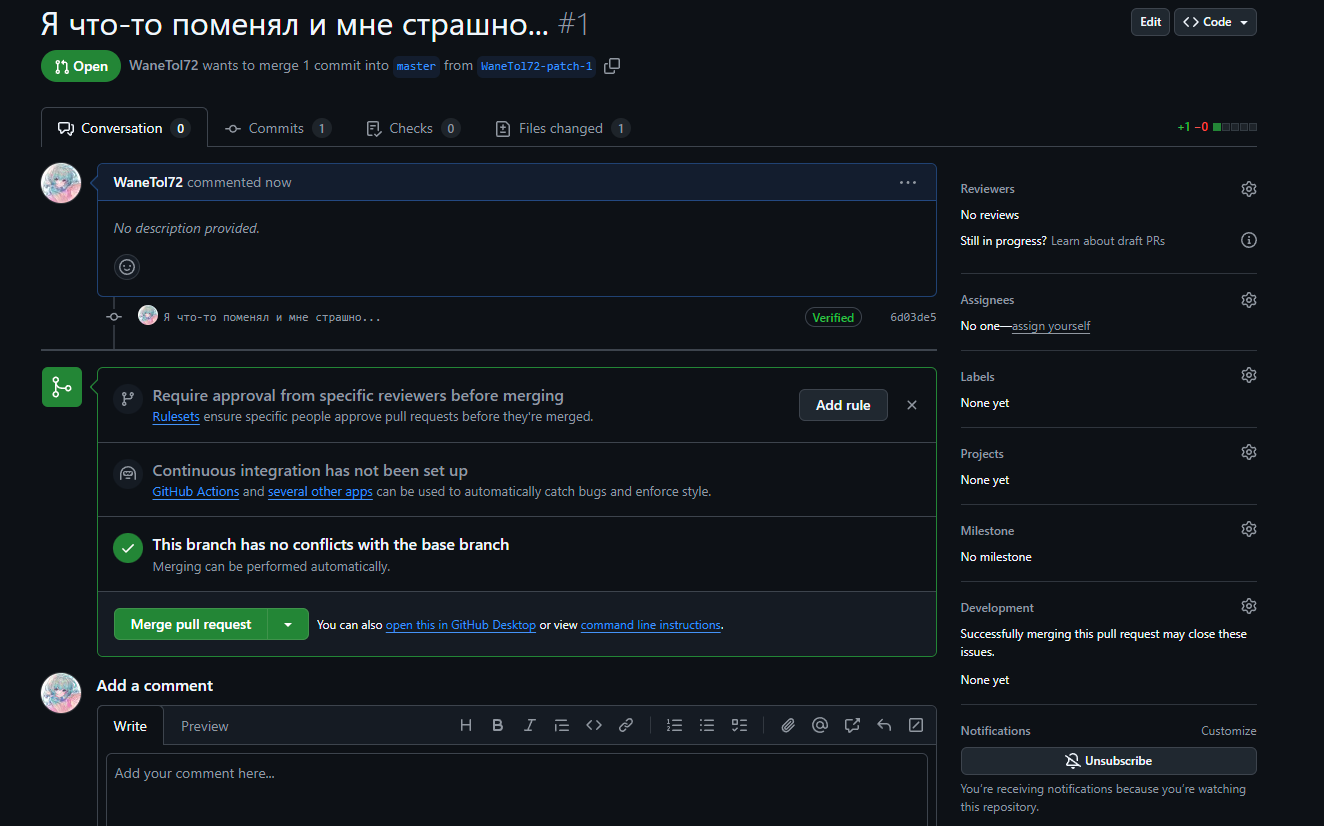 Я что-то поменял и мне страшно... #1
Edit
Code
Open
WaneTol72 wants to merge 1 commit into master from WaneTol72-patch-1
Conversation 0
Commits 1
Checks 0
Files changed 1
+1 −0
WaneTol72 commented now
No description provided.
Я что-то поменял и мне страшно...
Verified
6d03de5
Require approval from specific reviewers before merging
Rulesets ensure specific people approve pull requests before they're merged.
Add rule
Continuous integration has not been set up
GitHub Actions and several other apps can be used to automatically catch bugs and enforce style.
This branch has no conflicts with the base branch
Merging can be performed automatically.
Merge pull request
You can also open this in GitHub Desktop or view command line instructions.
Add a comment
Write
Preview
Add your comment here...
Reviewers
No reviews
Still in progress? Learn about draft PRs
Assignees
No one—assign yourself
Labels
None yet
Projects
None yet
Milestone
No milestone
Development
Successfully merging this pull request may close these
issues.
None yet
Notifications
Customize
Unsubscribe
You're receiving notifications because you're watching
this repository.